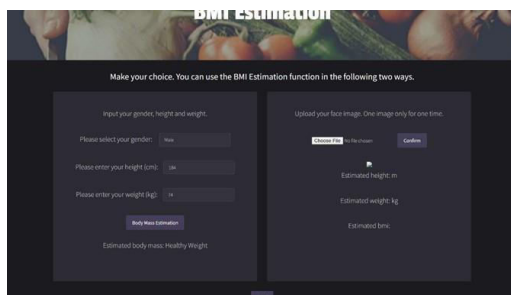 BMI Estimation
Make your choice. You can use the BMI Estimation function in the following two ways.
Input your gender, height and weight.
Please select your gender:
Male
Please enter your height (cm):
Please enter your weight (kg):
Body Mass Estimation
Estimated body mass: Healthy Weight
Upload your face image. One image only for one time.
Choose File No file chosen
Confirm
Estimated height: m
Estimated weight: kg
Estimated bmi: